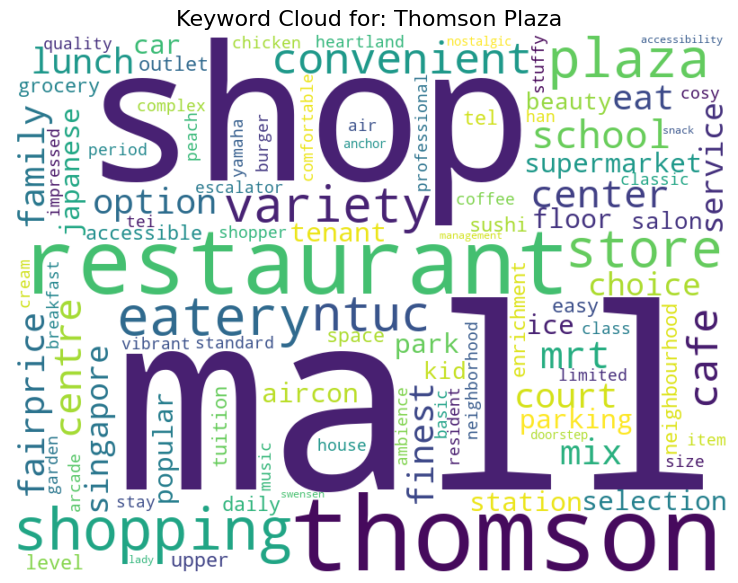 Keyword Cloud for: Thomson Plaza
quality
car
chicken
heartland
nostalgic
accessibility
lunch
outlet
convenient
stuffy
plaza
grocery
shop
complex
peach
yamaha
burger
air
anchor
comfortable
professional
tel
beauty
han
eat
cosy
snack
family
impressed
japanese
period
school
service
supermarket
classic
escalator
option
variety
coffee
center
tei
accessible
shopper
tenant
sushi
floor
salon
management
restaurant
store
cream
breakfast
choice
eatery
ntuc
enrichment
easy
ice
class
neighbourhood
cafe
fairprice
centre
singapore
vibrant
standard
space
park
neighborhood
mrt
limited
kid
mall
aircon
court
parking
garden
arcade
popular
tuition
music
house
ambience
finest
basic
resident
doorstep
mix
item
size
stay
daily
swensen
station
selection
shopping
thomson
level
lady
upper